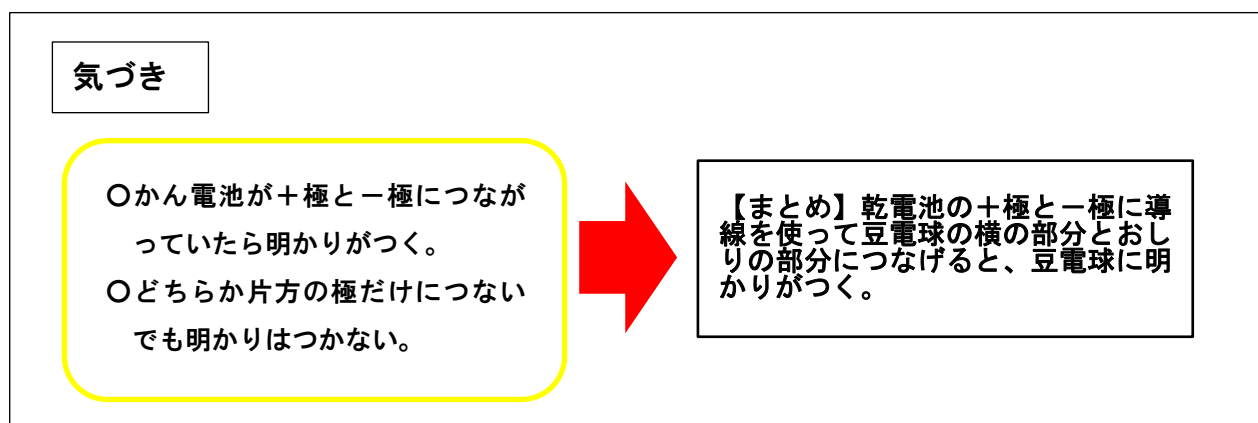 気づき
〇かん電池が＋極と－極につなが
っていたら明かりがつく。
〇どちらか片方の極だけにつない
でも明かりはつかない。
【まとめ】乾電池の＋極と－極に導
線を使って豆電球の横の部分とおし
りの部分につなげると、豆電球に明
かりがつく。